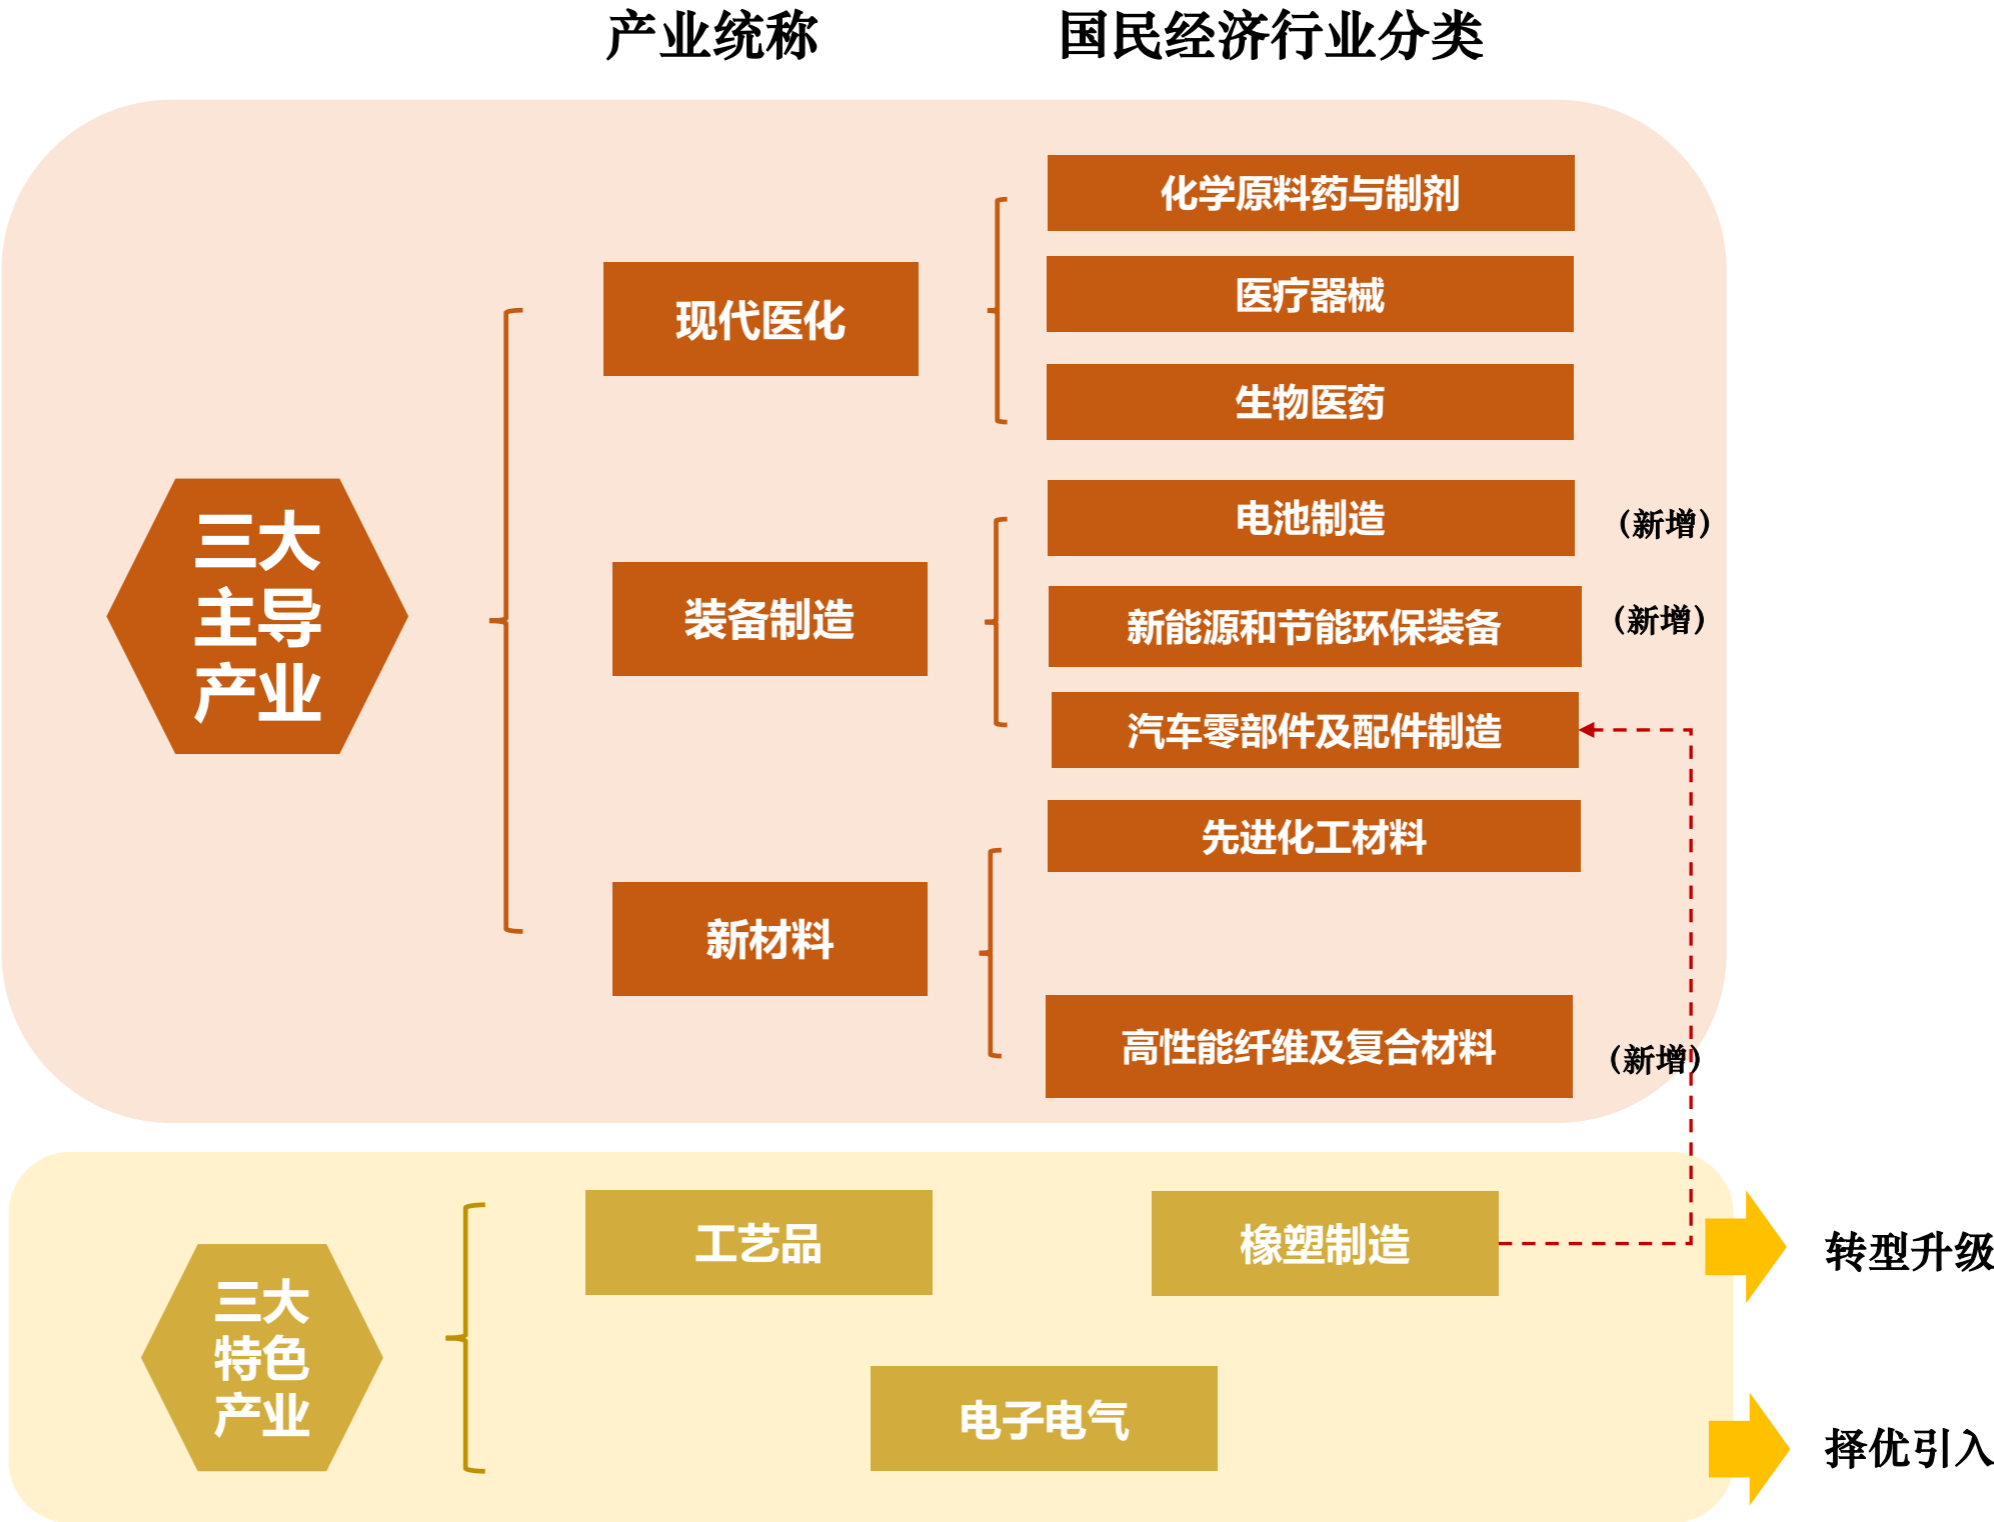 产业统称
国民经济行业分类
三大
主导
产业
现代医化
化学原料药与制剂
医疗器械
生物医药
装备制造
电池制造
（新增）
新能源和节能环保装备
（新增）
汽车零部件及配件制造
新材料
先进化工材料
高性能纤维及复合材料
（新增）
三大
特色
产业
工艺品
橡塑制造
电子电气
转型升级
择优引入